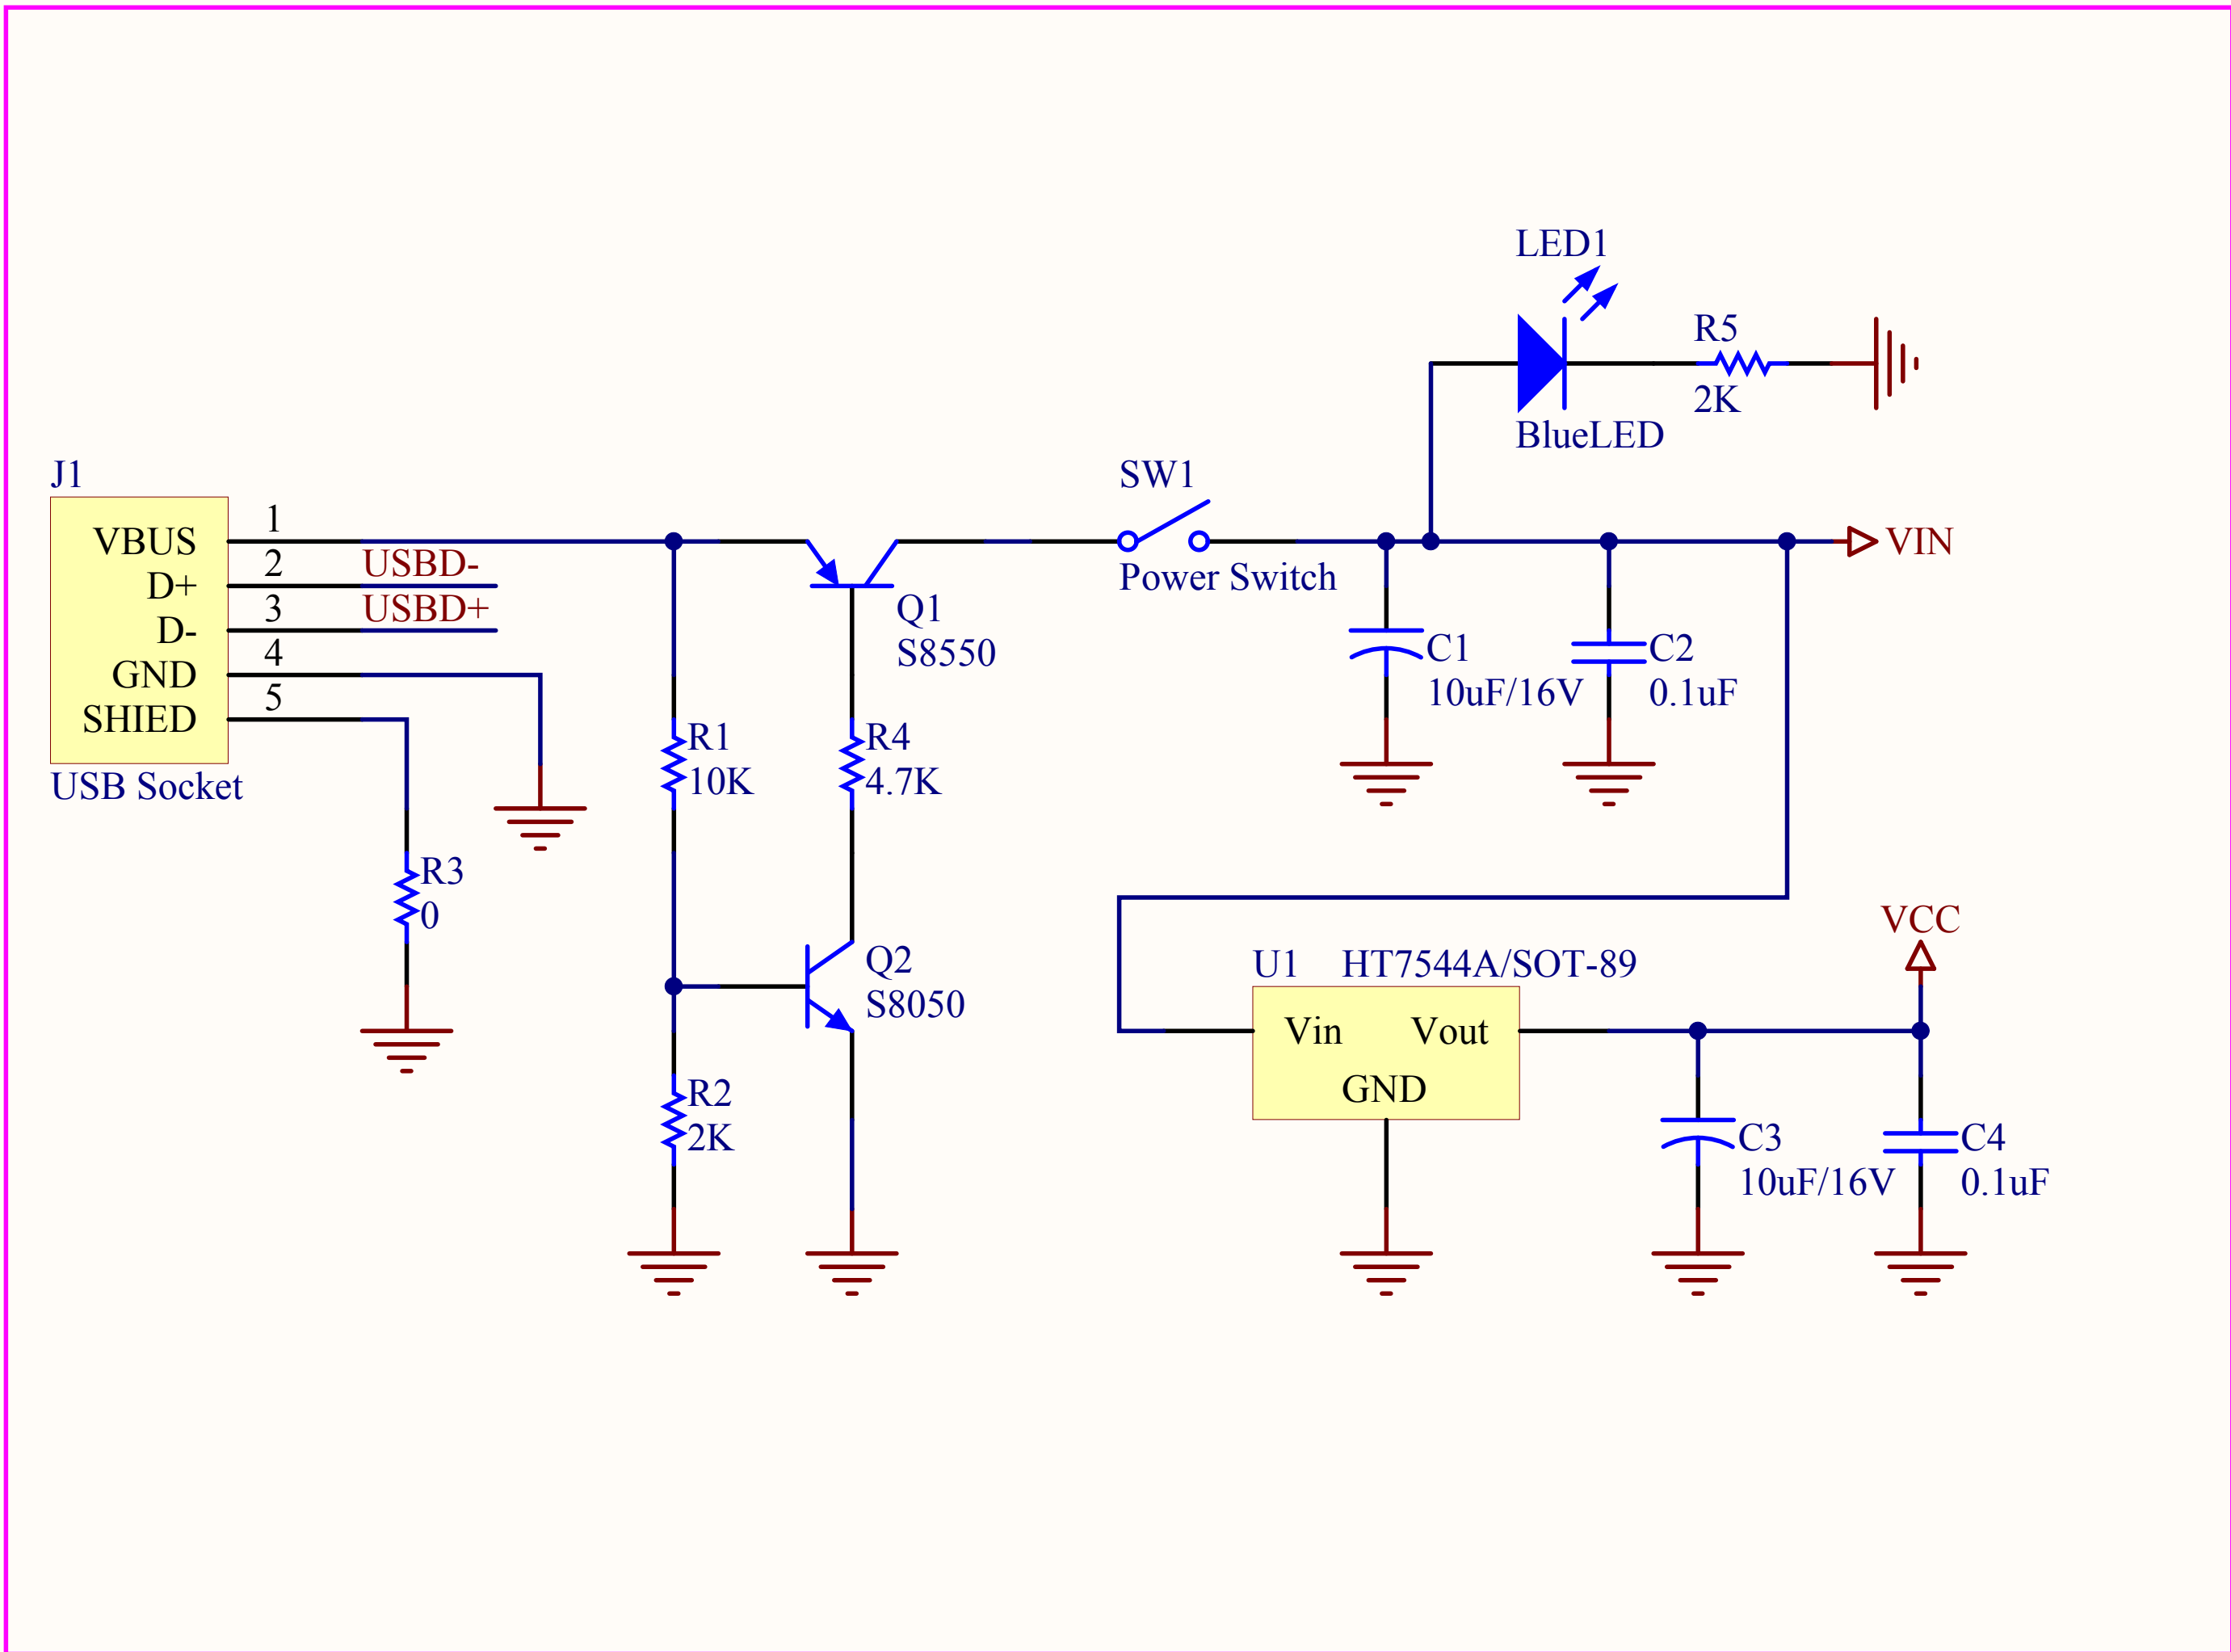 LED1
R5
2K
BlueLED
J1
VBUS
D+
D-
GND
SHIED
1
2
3
4
5
USBD-
USBD+
USB Socket
SW1
Power Switch
VIN
Q1
S8550
C1
10uF/16V
C2
0.1uF
R1
10K
R4
4.7K
R3
0
Q2
S8050
R2
2K
U1 HT7544A/SOT-89
Vin Vout
GND
VCC
C3
10uF/16V
C4
0.1uF